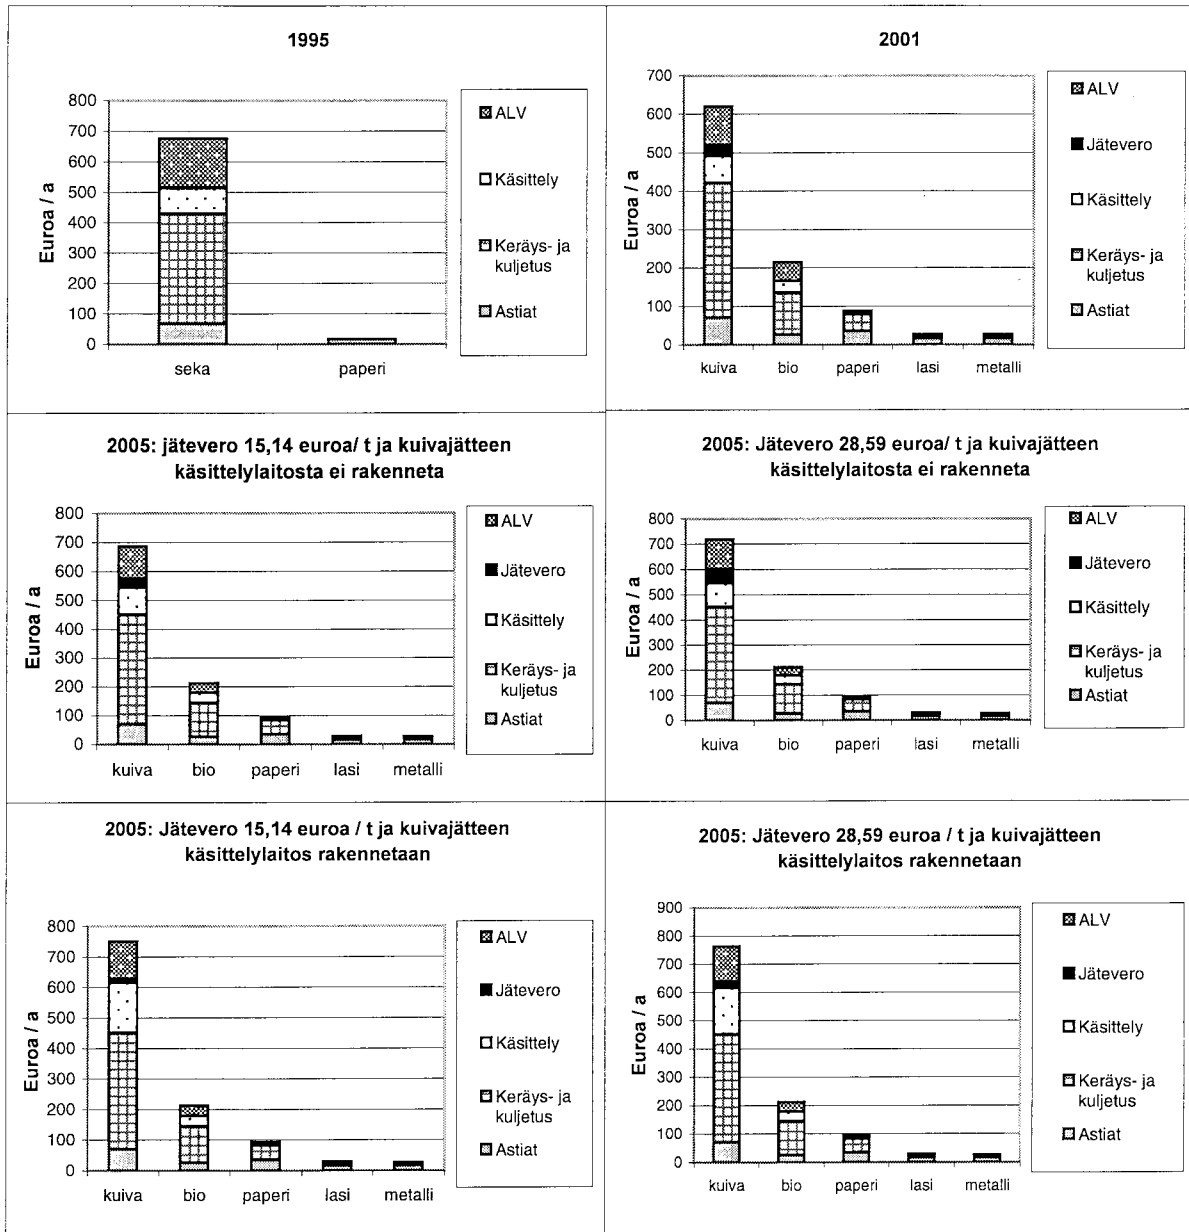 1995
Euroa / a
800
700
600
500
400
300
200
100
0
seka
paperi
ALV
Käsittely
Keräys- ja
kuljetus
Astiat
2001
700
600
500
400
300
200
100
0
kuiva
bio
paperi
lasi
metalli
ALV
Jätevero
Käsittely
Keräys- ja
kuljetus
Astiat
2005: jätevero 15,14 euroa/ t ja kuivajätteen
käsittelylaitosta ei rakenneta
Euroa / a
800
700
600
500
400
300
200
100
0
kuiva
bio
paperi
lasi
metalli
ALV
Jätevero
Käsittely
Keräys- ja
kuljetus
Astiat
2005: Jätevero 28,59 euroa/ t ja kuivajätteen
käsittelylaitosta ei rakenneta
Euroa / a
800
700
600
500
400
300
200
100
0
kuiva
bio
paperi
lasi
metalli
ALV
Jätevero
Käsittely
Keräys- ja
kuljetus
Astiat
2005: Jätevero 15,14 euroa / t ja kuivajätteen
käsittelylaitos rakennetaan
Euroa / a
800
700
600
500
400
300
200
100
0
kuiva
bio
paperi
lasi
metalli
ALV
Jätevero
Käsittely
Keräys- ja
kuljetus
Astiat
2005: Jätevero 28,59 euroa / t ja kuivajätteen
käsittelylaitos rakennetaan
Euroa / a
900
800
700
600
500
400
300
200
100
0
kuiva
bio
paperi
lasi
metalli
ALV
Jätevero
Käsittely
Keräys- ja
kuljetus
Astiat